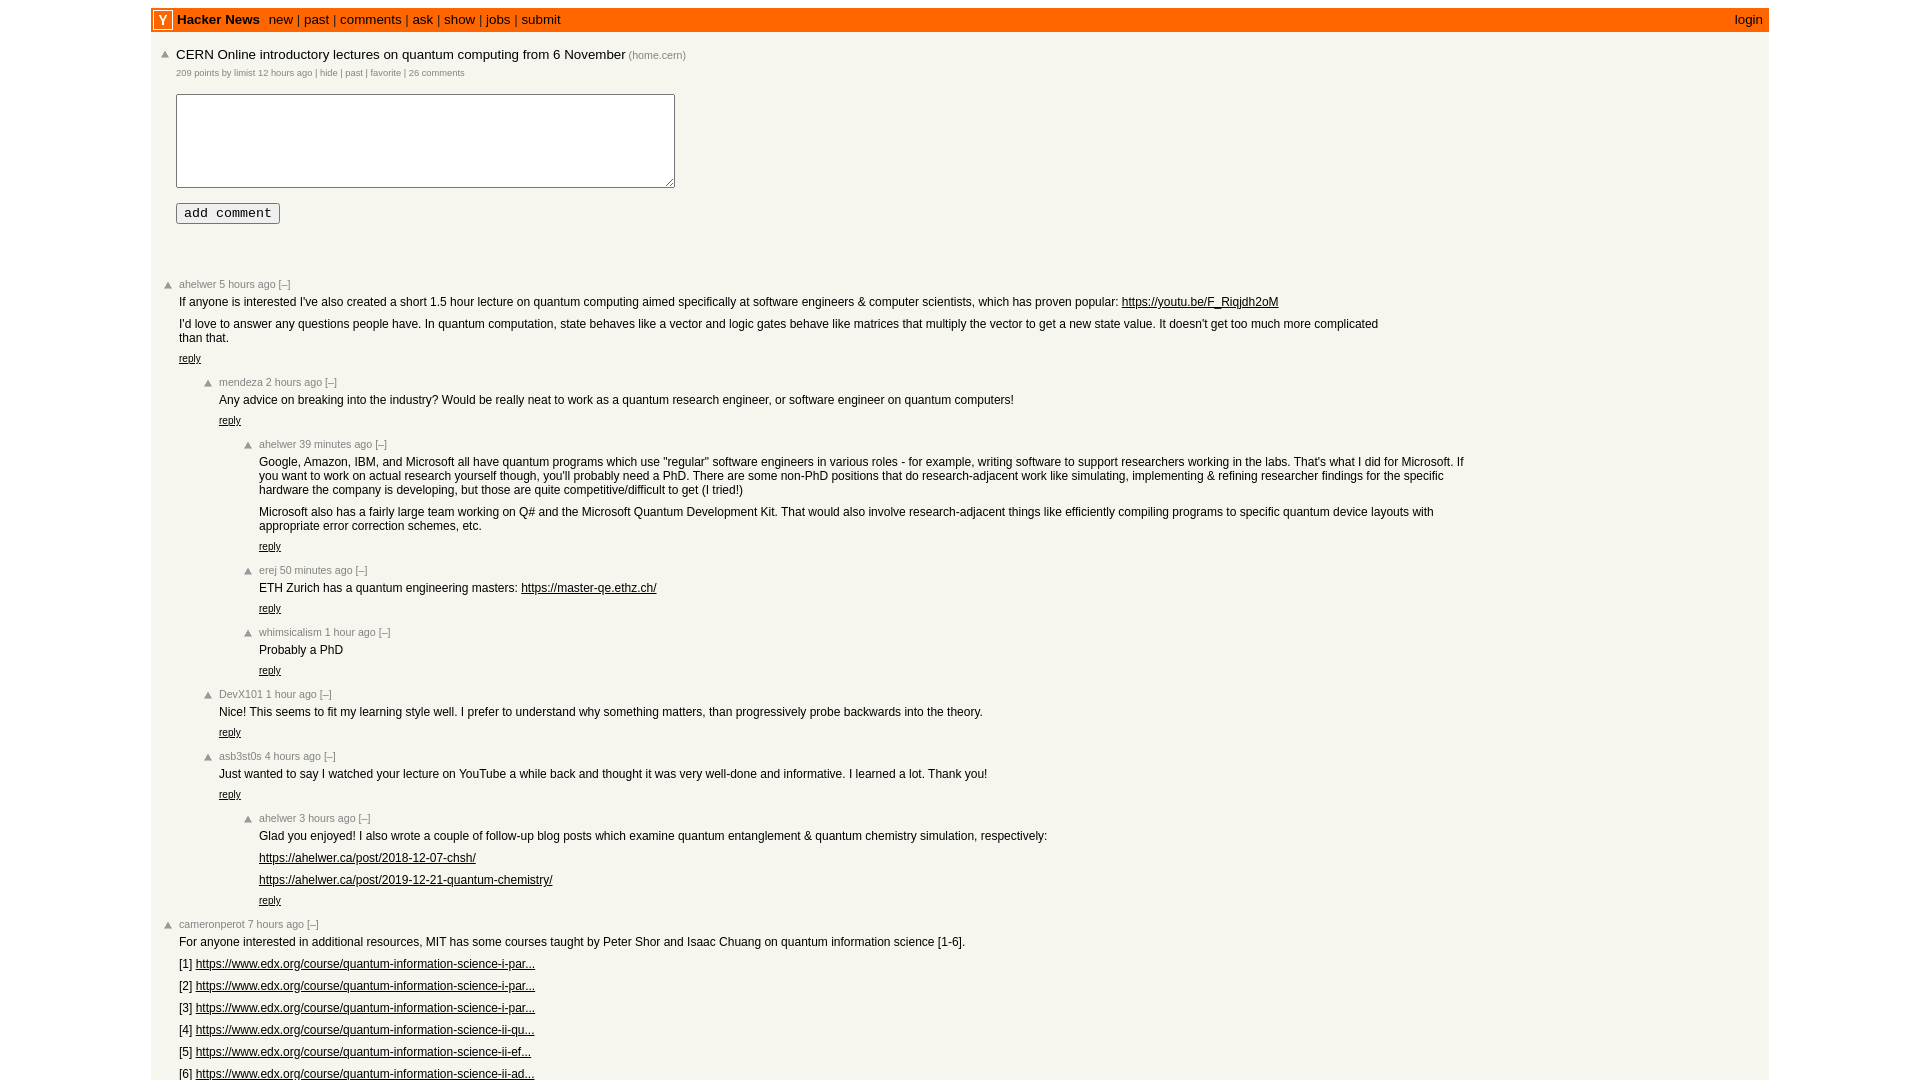 Y Hacker News new | past | comments | ask | show | jobs | submit login
CERN Online introductory lectures on quantum computing from 6 November (home.cern)
209 points by limist 12 hours ago | hide | past | favorite | 26 comments
add comment
ahelwer 5 hours ago [–]
If anyone is interested I've also created a short 1.5 hour lecture on quantum computing aimed specifically at software engineers & computer scientists, which has proven popular: https://youtu.be/F_Riqjdh2oM
I'd love to answer any questions people have. In quantum computation, state behaves like a vector and logic gates behave like matrices that multiply the vector to get a new state value. It doesn't get too much more complicated
than that.
reply
mendeza 2 hours ago [–]
Any advice on breaking into the industry? Would be really neat to work as a quantum research engineer, or software engineer on quantum computers!
reply
ahelwer 39 minutes ago [–]
Google, Amazon, IBM, and Microsoft all have quantum programs which use "regular" software engineers in various roles - for example, writing software to support researchers working in the labs. That's what I did for Microsoft. If
you want to work on actual research yourself though, you'll probably need a PhD. There are some non-PhD positions that do research-adjacent work like simulating, implementing & refining researcher findings for the specific
hardware the company is developing, but those are quite competitive/difficult to get (I tried!)
Microsoft also has a fairly large team working on Q# and the Microsoft Quantum Development Kit. That would also involve research-adjacent things like efficiently compiling programs to specific quantum device layouts with
appropriate error correction schemes, etc.
reply
erej 50 minutes ago [–]
ETH Zurich has a quantum engineering masters: https://master-qe.ethz.ch/
reply
whimsicalism 1 hour ago [–]
Probably a PhD
reply
DevX101 1 hour ago [–]
Nice! This seems to fit my learning style well. I prefer to understand why something matters, than progressively probe backwards into the theory.
reply
asb3st0s 4 hours ago [–]
Just wanted to say I watched your lecture on YouTube a while back and thought it was very well-done and informative. I learned a lot. Thank you!
reply
ahelwer 3 hours ago [–]
Glad you enjoyed! I also wrote a couple of follow-up blog posts which examine quantum entanglement & quantum chemistry simulation, respectively:
https://ahelwer.ca/post/2018-12-07-chsh/
https://ahelwer.ca/post/2019-12-21-quantum-chemistry/
reply
cameronperot 7 hours ago [–]
For anyone interested in additional resources, MIT has some courses taught by Peter Shor and Isaac Chuang on quantum information science [1-6].
[1] https://www.edx.org/course/quantum-information-science-i-par...
[2] https://www.edx.org/course/quantum-information-science-i-par...
[3] https://www.edx.org/course/quantum-information-science-i-par...
[4] https://www.edx.org/course/quantum-information-science-ii-qu...
[5] https://www.edx.org/course/quantum-information-science-ii-ef...
[6] https://www.edx.org/course/quantum-information-science-ii-ad...